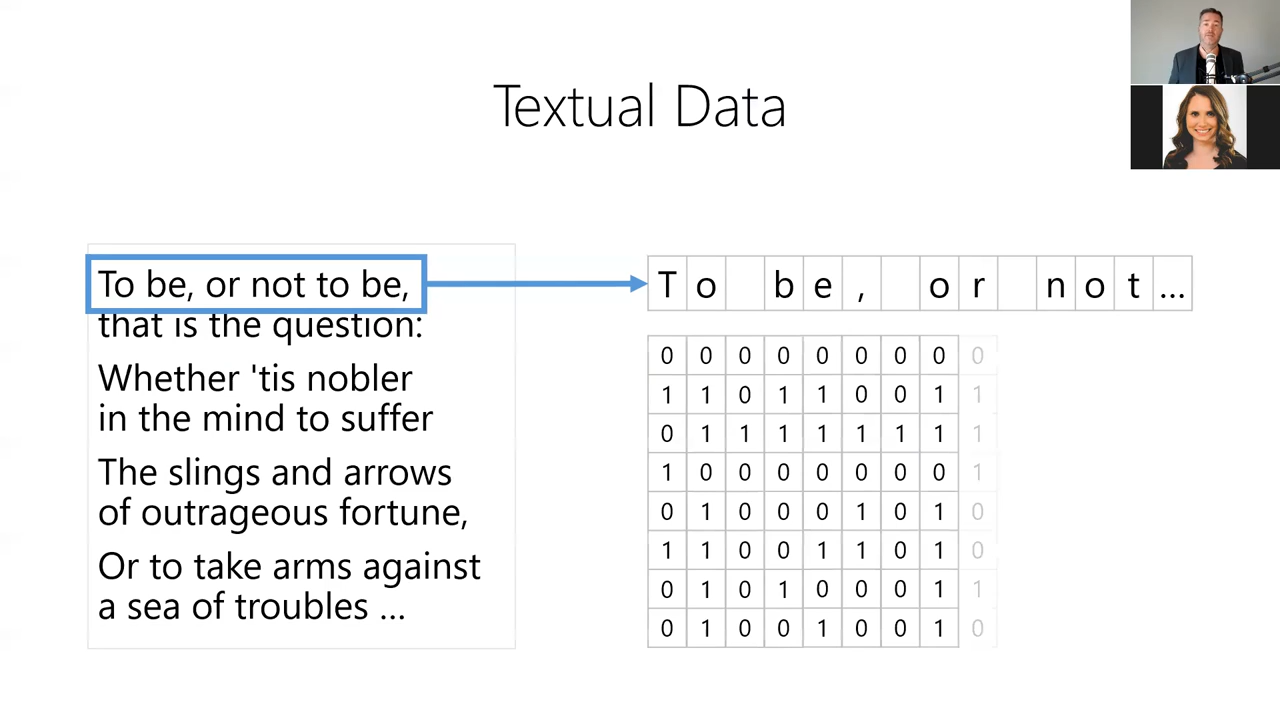 Textual Data
To be, or not to be,
that is the question:
Whether 'tis nobler
in the mind to suffer
The slings and arrows
of outrageous fortune,
Or to take arms against
a sea of troubles ...
T o b e , o r n o t ...
0 0 0 0 0 0 0 0 0
1 1 0 1 1 0 0 1 1
0 1 1 1 1 1 1 1 1
1 0 0 0 0 0 0 0 1
0 1 0 0 0 1 0 1 0
1 1 0 0 1 1 0 1 0
0 1 0 1 0 0 0 1 1
0 1 0 0 1 0 0 1 0